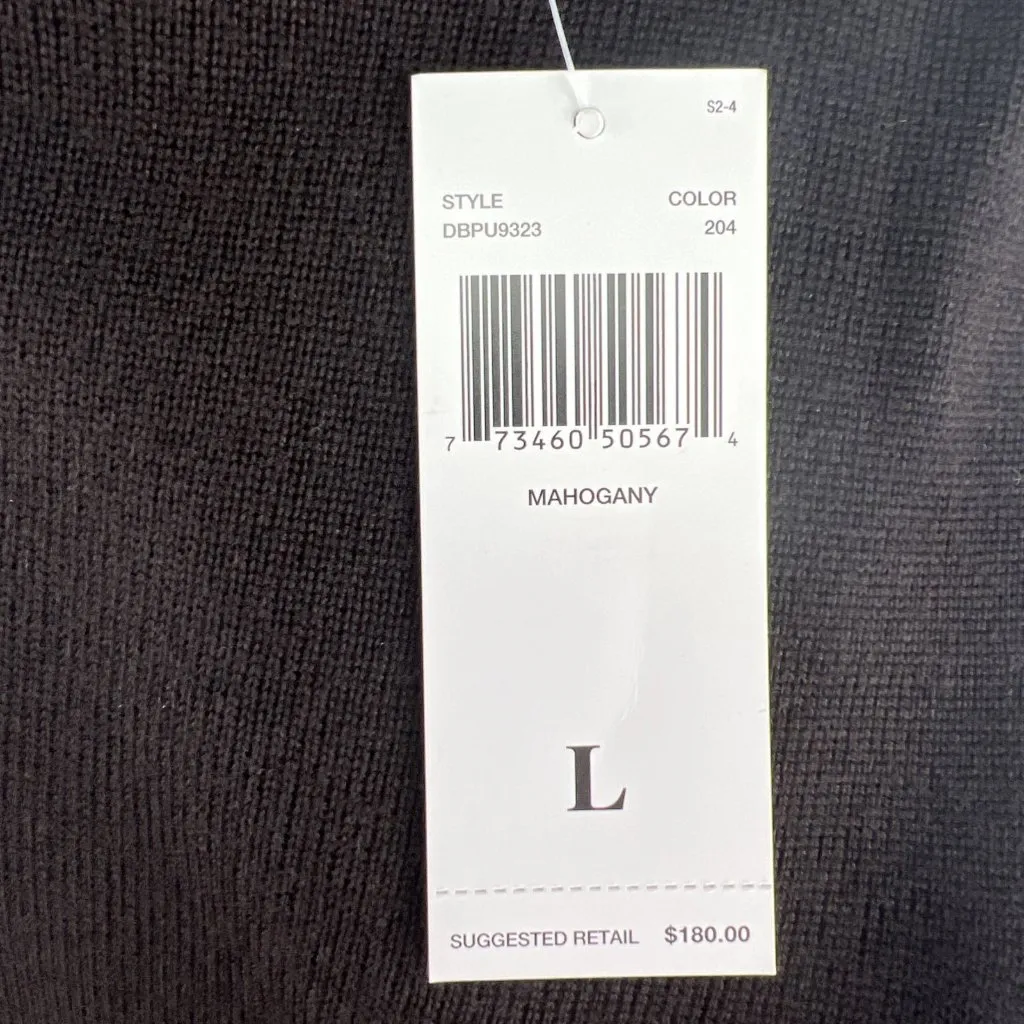 S2-4
STYLE COLOR
DBPU9323 204
7 73460 50567 4
MAHOGANY
L
SUGGESTED RETAIL $180.00